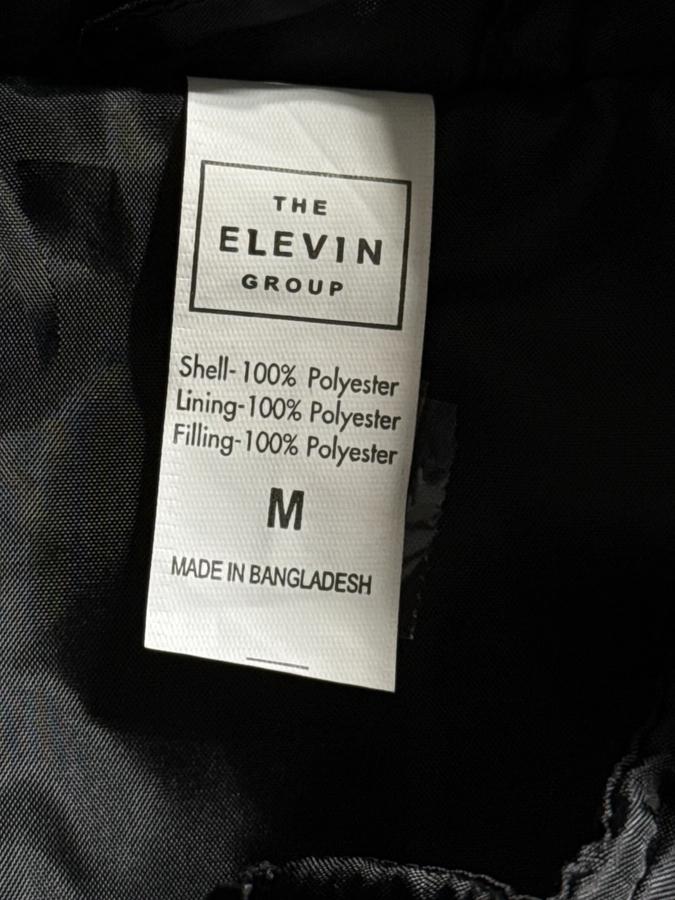 THE
ELEVIN
GROUP
Shell-100% Polyester
Lining-100% Polyester
Filling-100% Polyester
M
MADE IN BANGLADESH